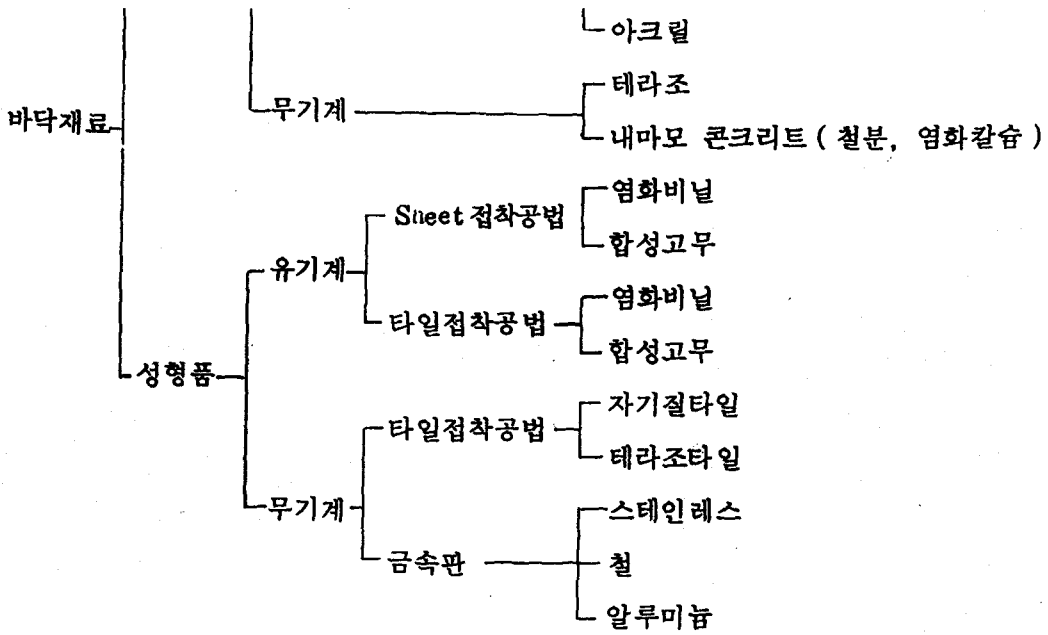 아크릴
테라조
무기계
바닥재료
내마모 콘크리트 ( 철분, 염화칼슘 )
염화비닐
Sheet 접착공법
합성고무
유기계
염화비닐
타일접착공법
합성고무
성형품
자기질타일
타일접착공법
테라조타일
무기계
스테인레스
금속판
철
알루미늄